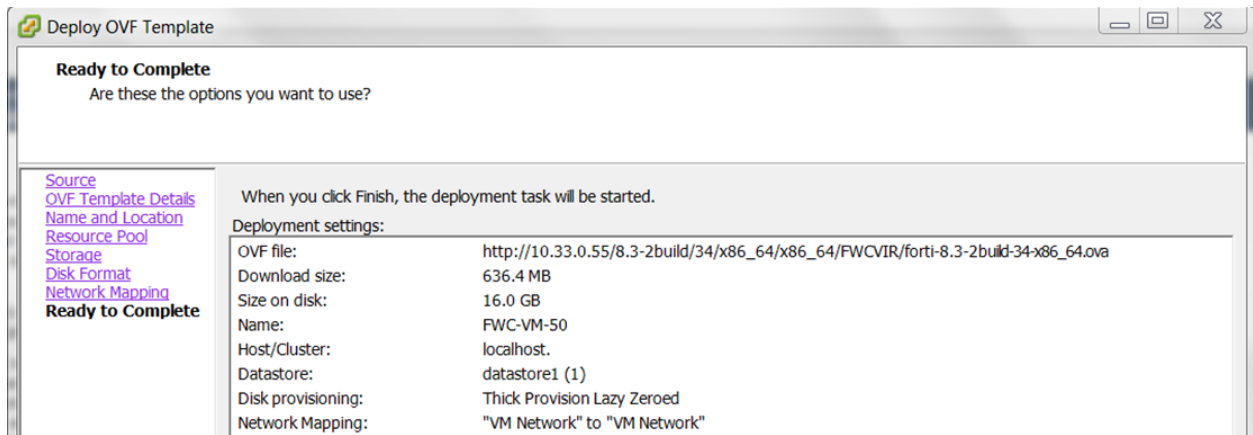 Deploy OVF Template
Ready to Complete
Are these the options you want to use?
Source
OVF Template Details
Name and Location
Resource Pool
Storage
Disk Format
Network Mapping
Ready to Complete
When you click Finish, the deployment task will be started.
Deployment settings:
OVF file: http://10.33.0.55/8.3-2build/34/x86_64/x86_64/FWCVIR/forti-8.3-2build-34-x86_64.ova
Download size: 636.4 MB
Size on disk: 16.0 GB
Name: FWC-VM-50
Host/Cluster: localhost.
Datastore: datastore1 (1)
Disk provisioning: Thick Provision Lazy Zeroed
Network Mapping: "VM Network" to "VM Network"